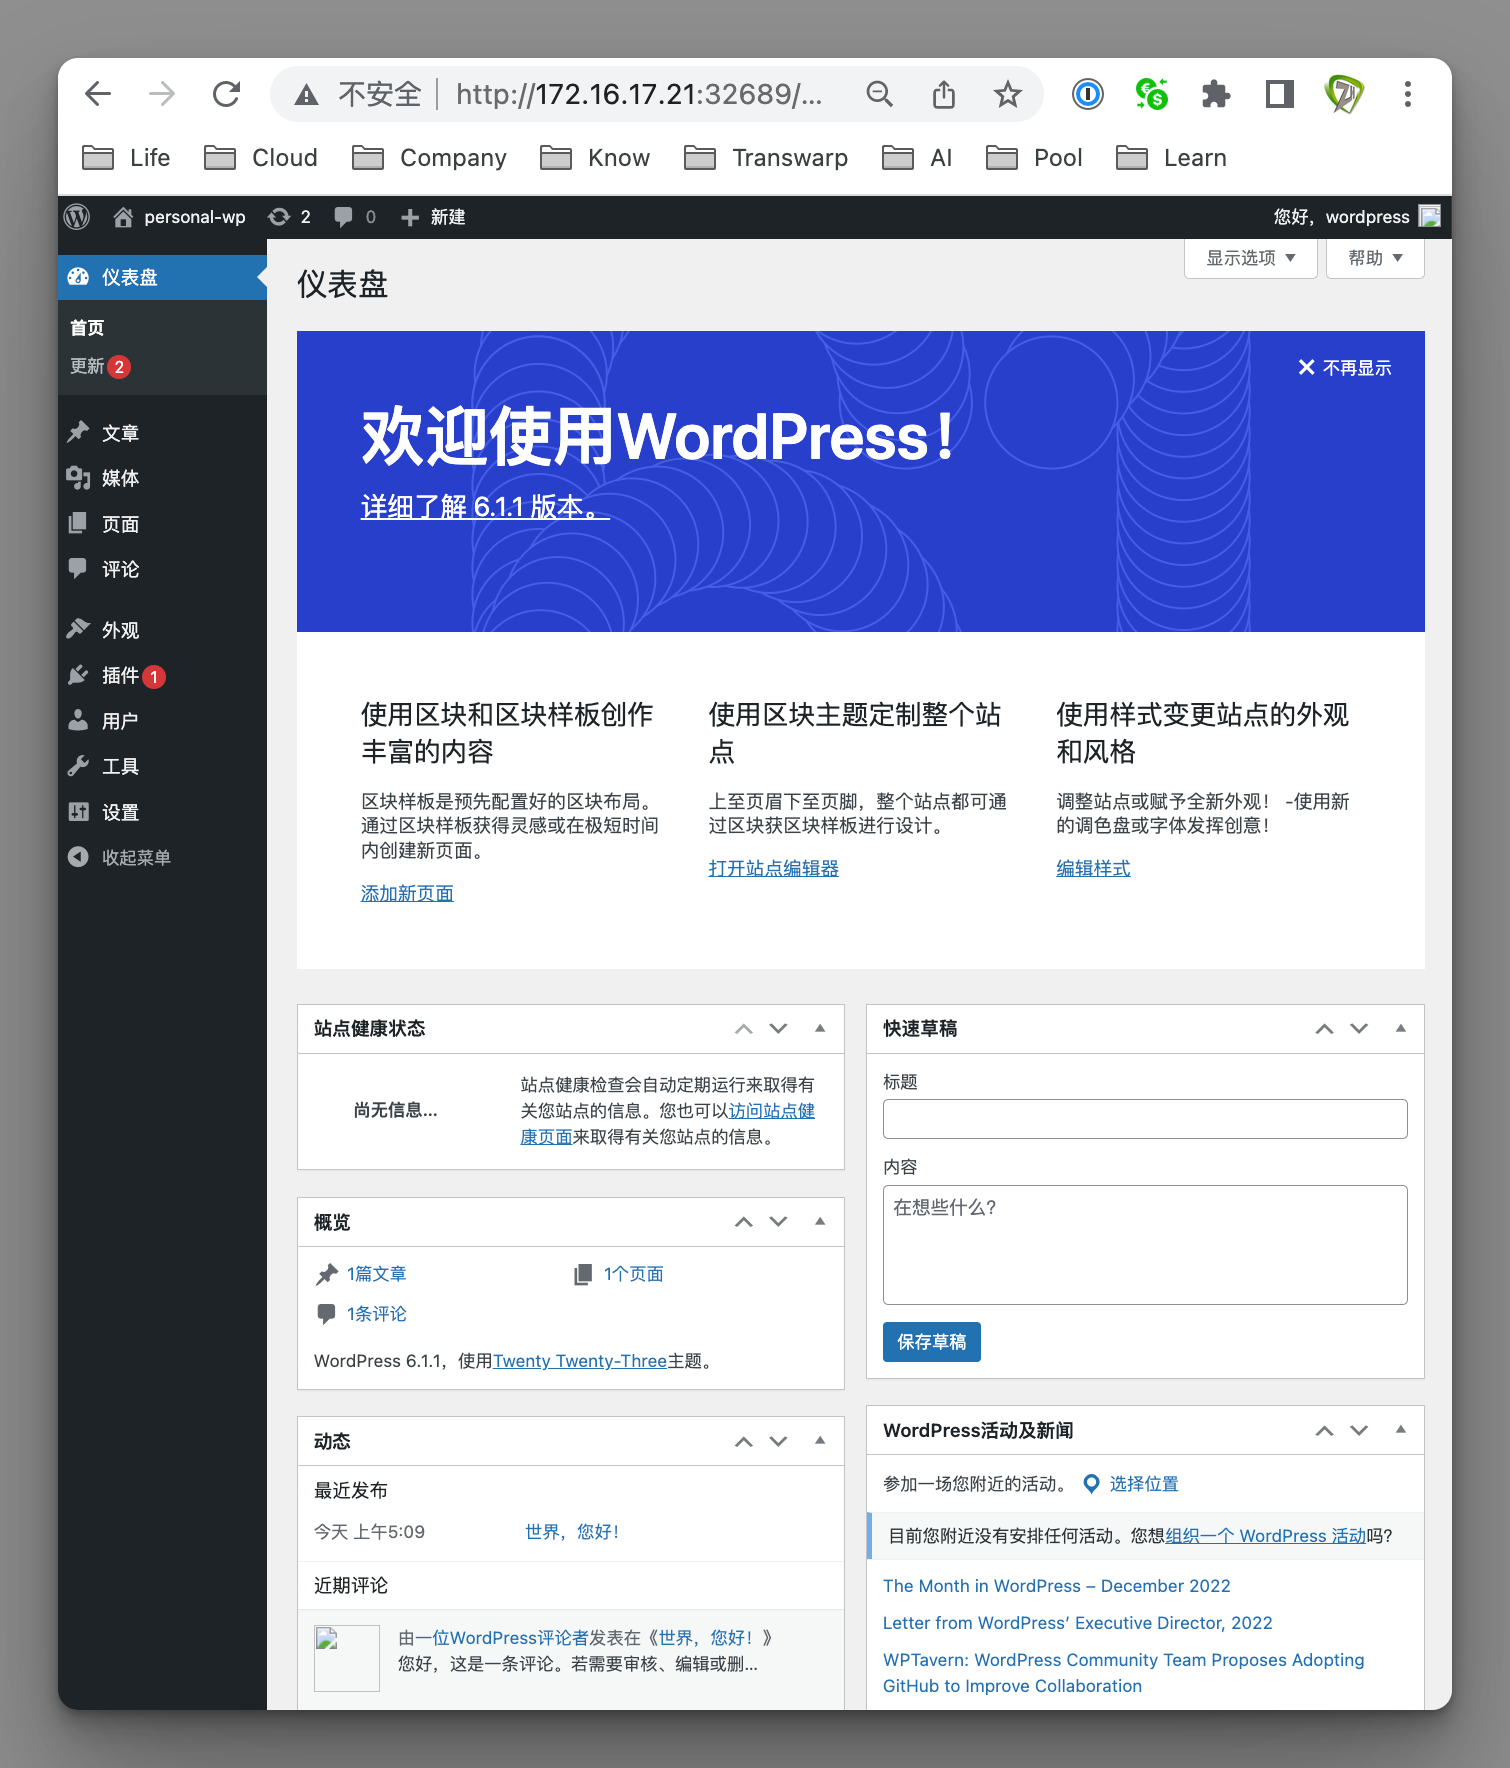 不安全 http://172.16.17.21:32689/...
Life Cloud Company Know Transwarp AI Pool Learn
personal-wp 2 0 新建 您好，wordpress
仪表盘
首页
更新 2
文章
媒体
页面
评论
外观
插件 1
用户
工具
设置
收起菜单
显示选项 帮助
仪表盘
不再显示
欢迎使用WordPress！
详细了解 6.1.1 版本。
使用区块和区块样板创作
丰富的内容
区块样板是预先配置好的区块布局。
通过区块样板获得灵感或在极短时间
内创建新页面。
添加新页面
使用区块主题定制整个站
点
上至页眉下至页脚，整个站点都可通
过区块获区块样板进行设计。
打开站点编辑器
使用样式变更站点的外观
和风格
调整站点或赋予全新外观！ -使用新
的调色盘或字体发挥创意！
编辑样式
站点健康状态
尚无信息...
站点健康检查会自动定期运行来取得有
关您站点的信息。您也可以访问站点健
康页面来取得有关您站点的信息。
概览
1篇文章 1个页面
1条评论
WordPress 6.1.1，使用Twenty Twenty-Three主题。
动态
最近发布
今天 上午5:09 世界，您好！
近期评论
由一位WordPress评论者发表在《世界，您好！》
您好，这是一条评论。若需要审核、编辑或删...
快速草稿
标题
内容
在想些什么?
保存草稿
WordPress活动及新闻
参加一场您附近的活动。 选择位置
目前您附近没有安排任何活动。您想组织一个 WordPress 活动吗?
The Month in WordPress – December 2022
Letter from WordPress’ Executive Director, 2022
WPTavern: WordPress Community Team Proposes Adopting
GitHub to Improve Collaboration